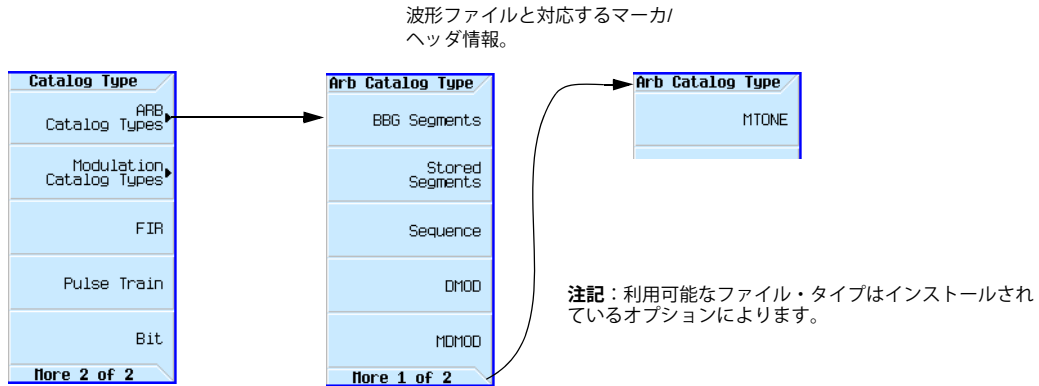 波形ファイルと対応するマーカ/
ヘッダ情報。
Catalog Type
ARB
Catalog Types
Modulation
Catalog Types
FIR
Pulse Train
Bit
More 2 of 2
Arb Catalog Type
BBG Segments
Stored
Segments
Sequence
DMOD
MDMOD
More 1 of 2
Arb Catalog Type
MTONE
注記：利用可能なファイル・タイプはインストールされ
ているオプションによります。